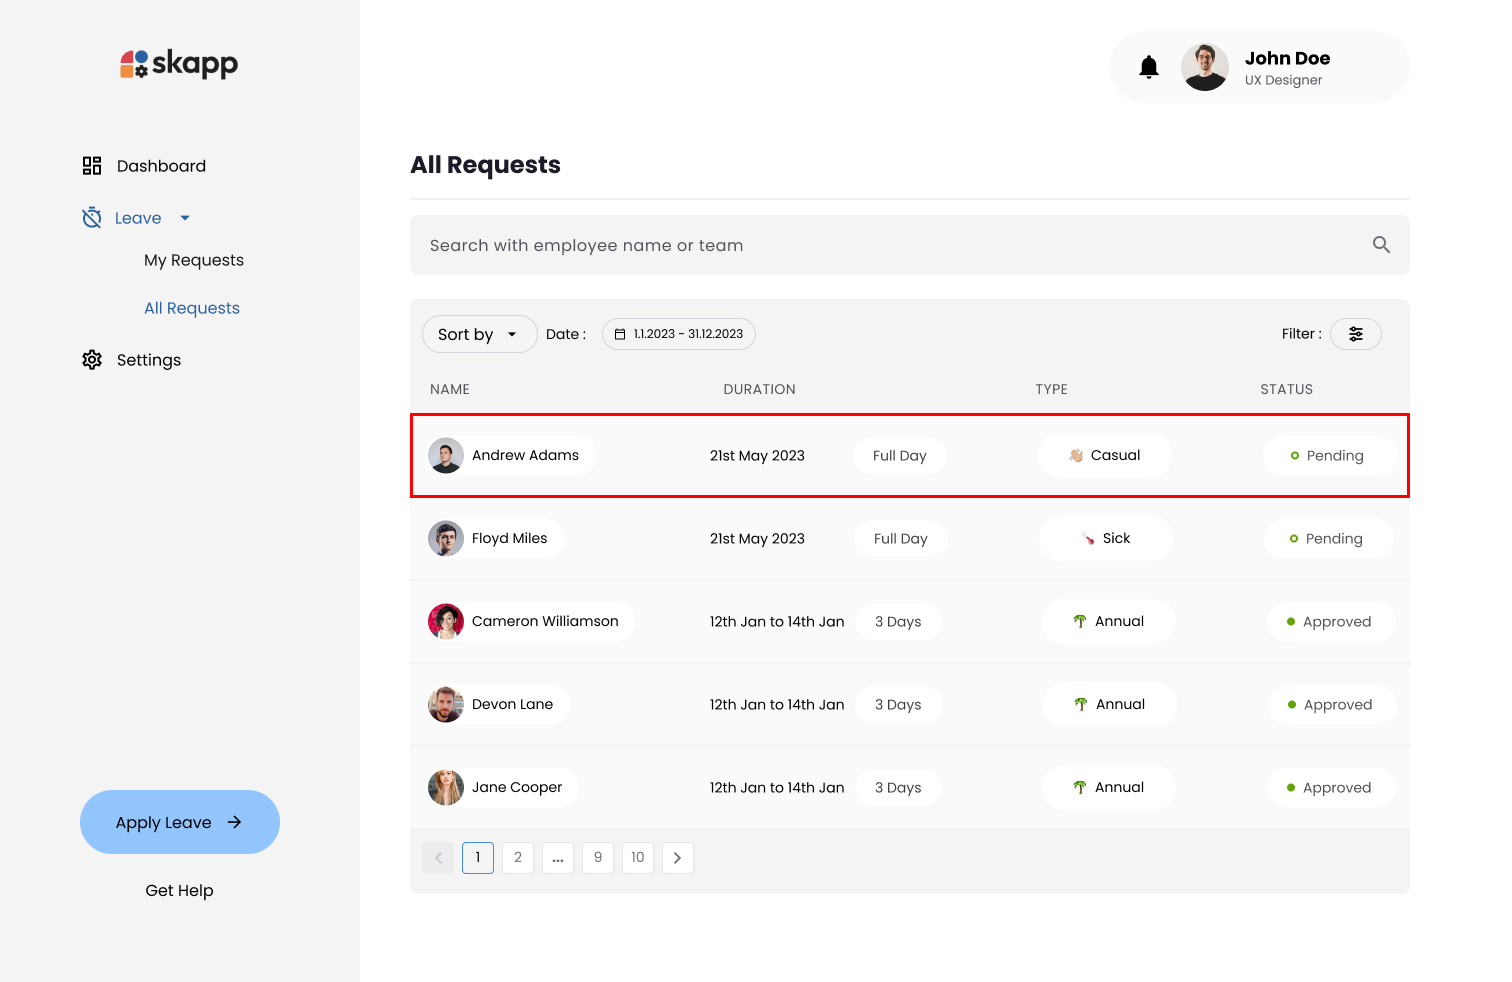 skapp
John Doe
UX Designer
Dashboard
Leave
My Requests
All Requests
Settings
Apply Leave
Get Help
All Requests
Search with employee name or team
Sort by
Date :
1.1.2023 - 31.12.2023
Filter :
NAME DURATION TYPE STATUS
Andrew Adams 21st May 2023 Full Day Casual Pending
Floyd Miles 21st May 2023 Full Day Sick Pending
Cameron Williamson 12th Jan to 14th Jan 3 Days Annual Approved
Devon Lane 12th Jan to 14th Jan 3 Days Annual Approved
Jane Cooper 12th Jan to 14th Jan 3 Days Annual Approved
1 2 ... 9 10